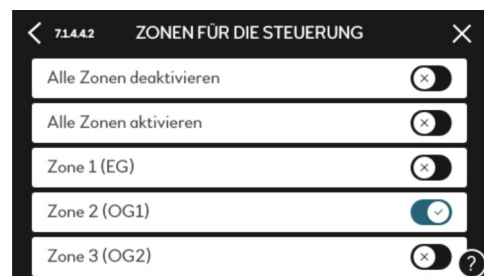 7.1.4.4.2 ZONEN FÜR DIE STEUERUNG
Alle Zonen deaktivieren
Alle Zonen aktivieren
Zone 1 (EG)
Zone 2 (OG1)
Zone 3 (OG2)
?